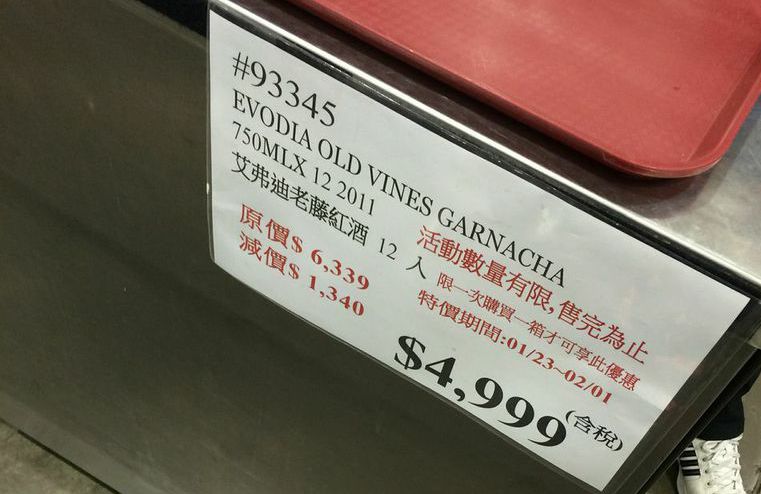 #93345
EVODIA OLD VINES GARNACHA
750MLX 12 2011
艾弗迪老藤紅酒 12 入
原價$ 6,339
減價$ 1,340
活動數量有限,售完為止
限一次購買一箱才可享此優惠
特價期間:01/23~02/01
$4,999(含稅)